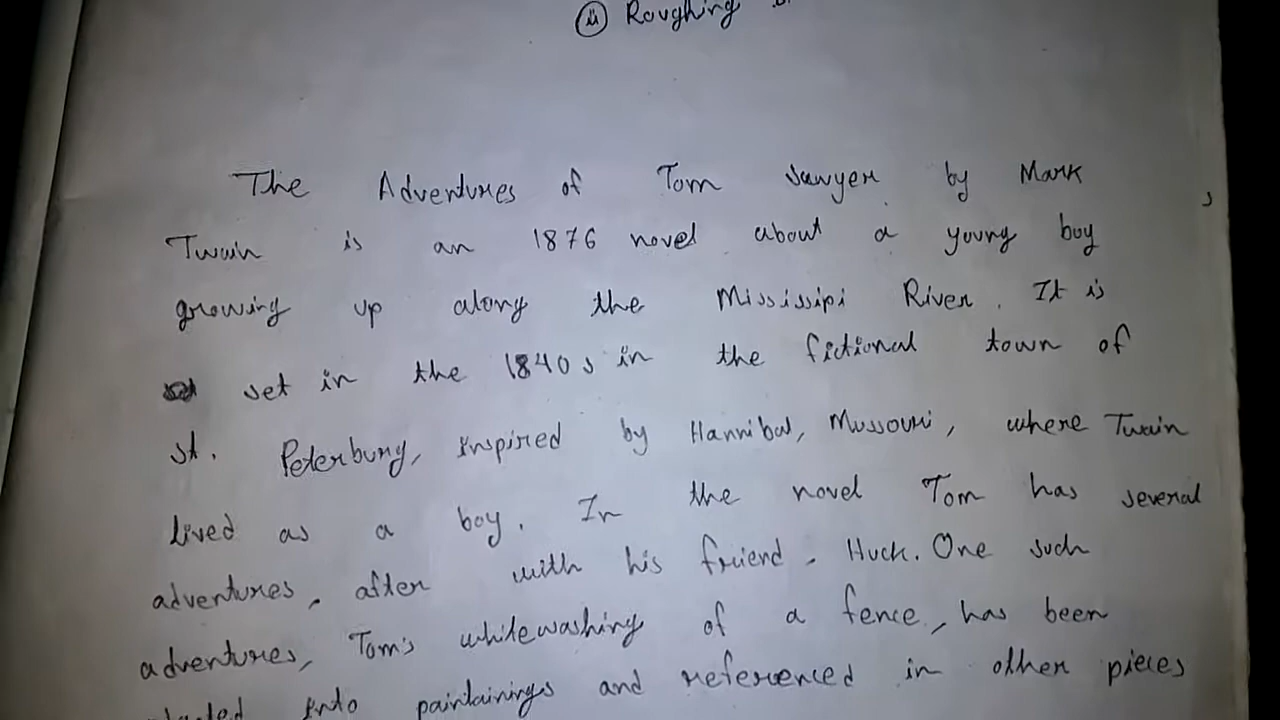 (ii) Roughing
The Adventures of Tom Sawyer by Mark
Twain is an 1876 novel about a young boy
growing up along the Mississipi River. It is
set in the 1840s in the fictional town of
st. Peterburg, inspired by Hannibal, Mussouri, where Twain
lived as a boy. In the novel Tom has several
adventures, after with his friend, Huck. One such
adventures, Tom's whitewashing of a fence, has been
into paintainings and referenced in other pieces